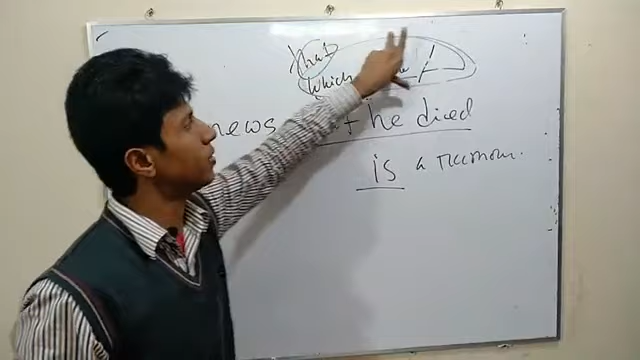 that
which
news t he died
is a rumour.